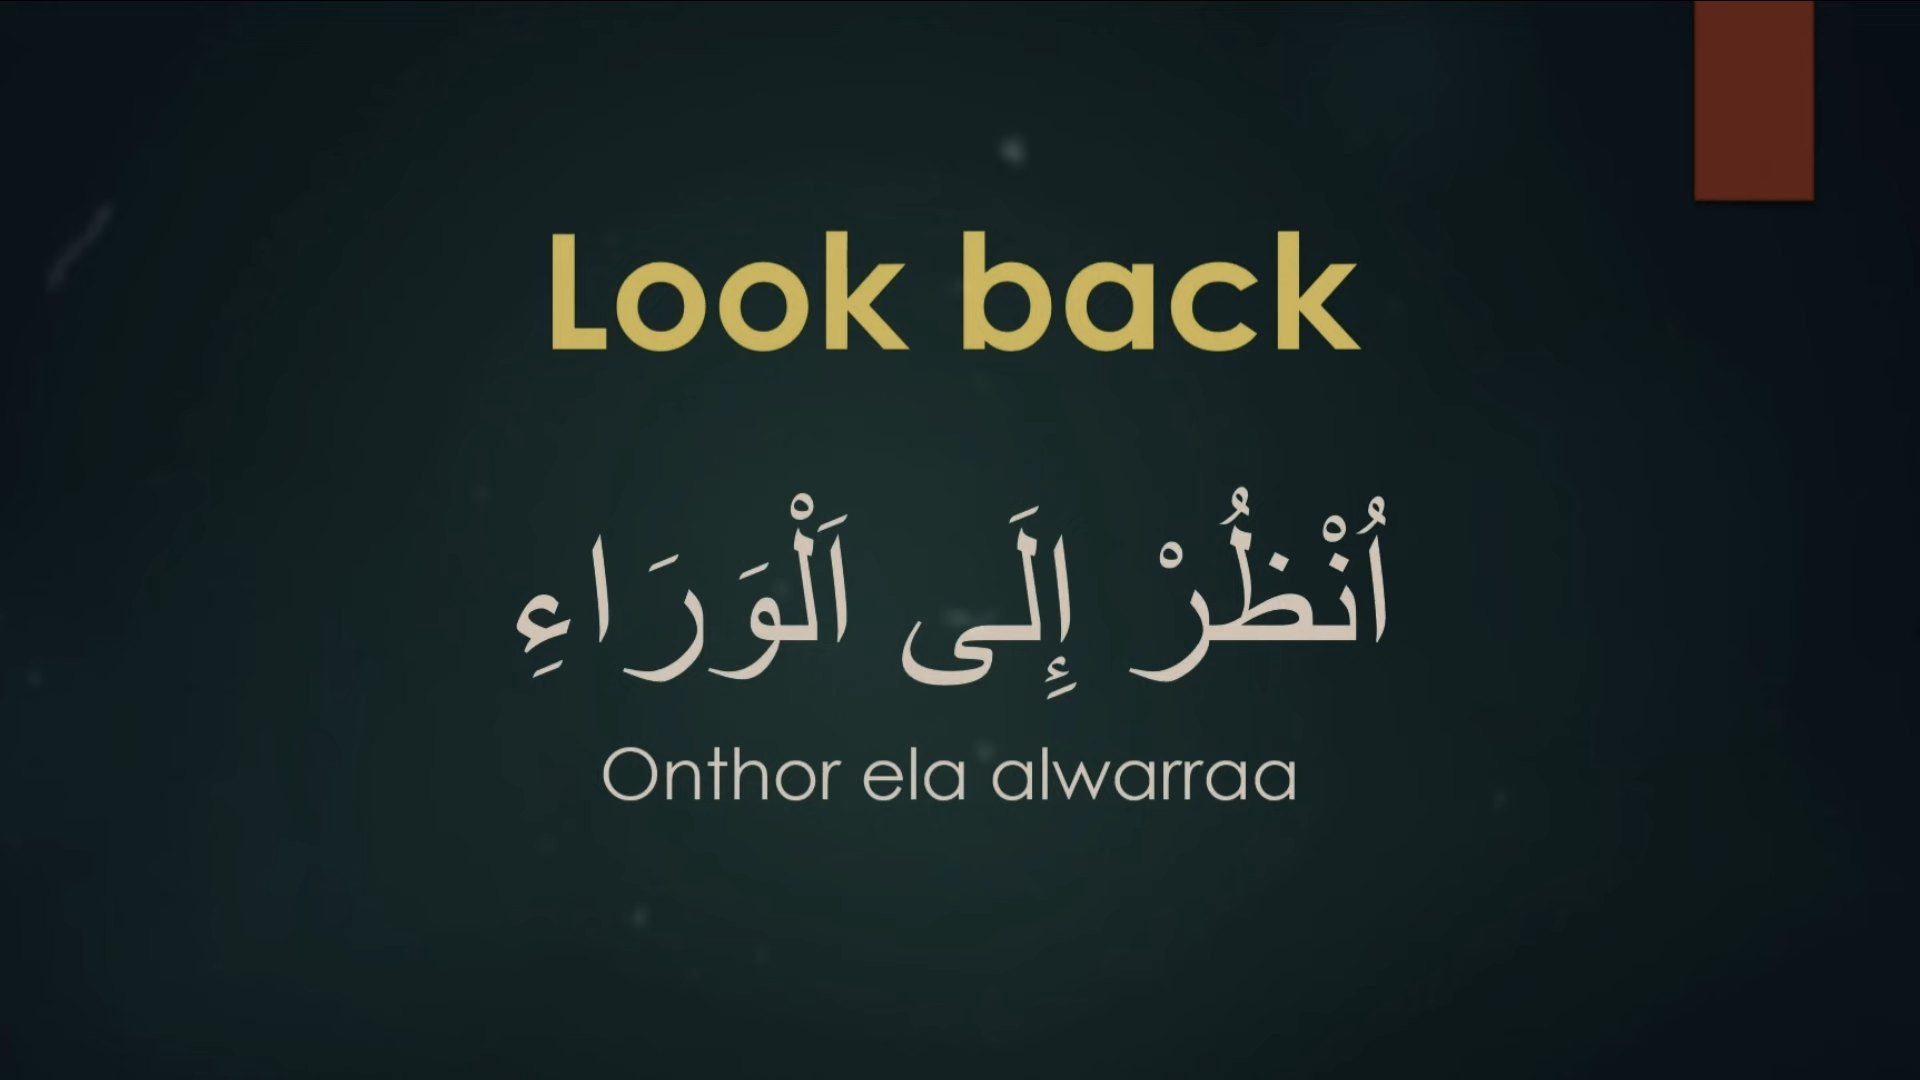 Look back
اُنْظُرْ إِلَى اَلْوَرَاءِ
Onthor ela alwarraa